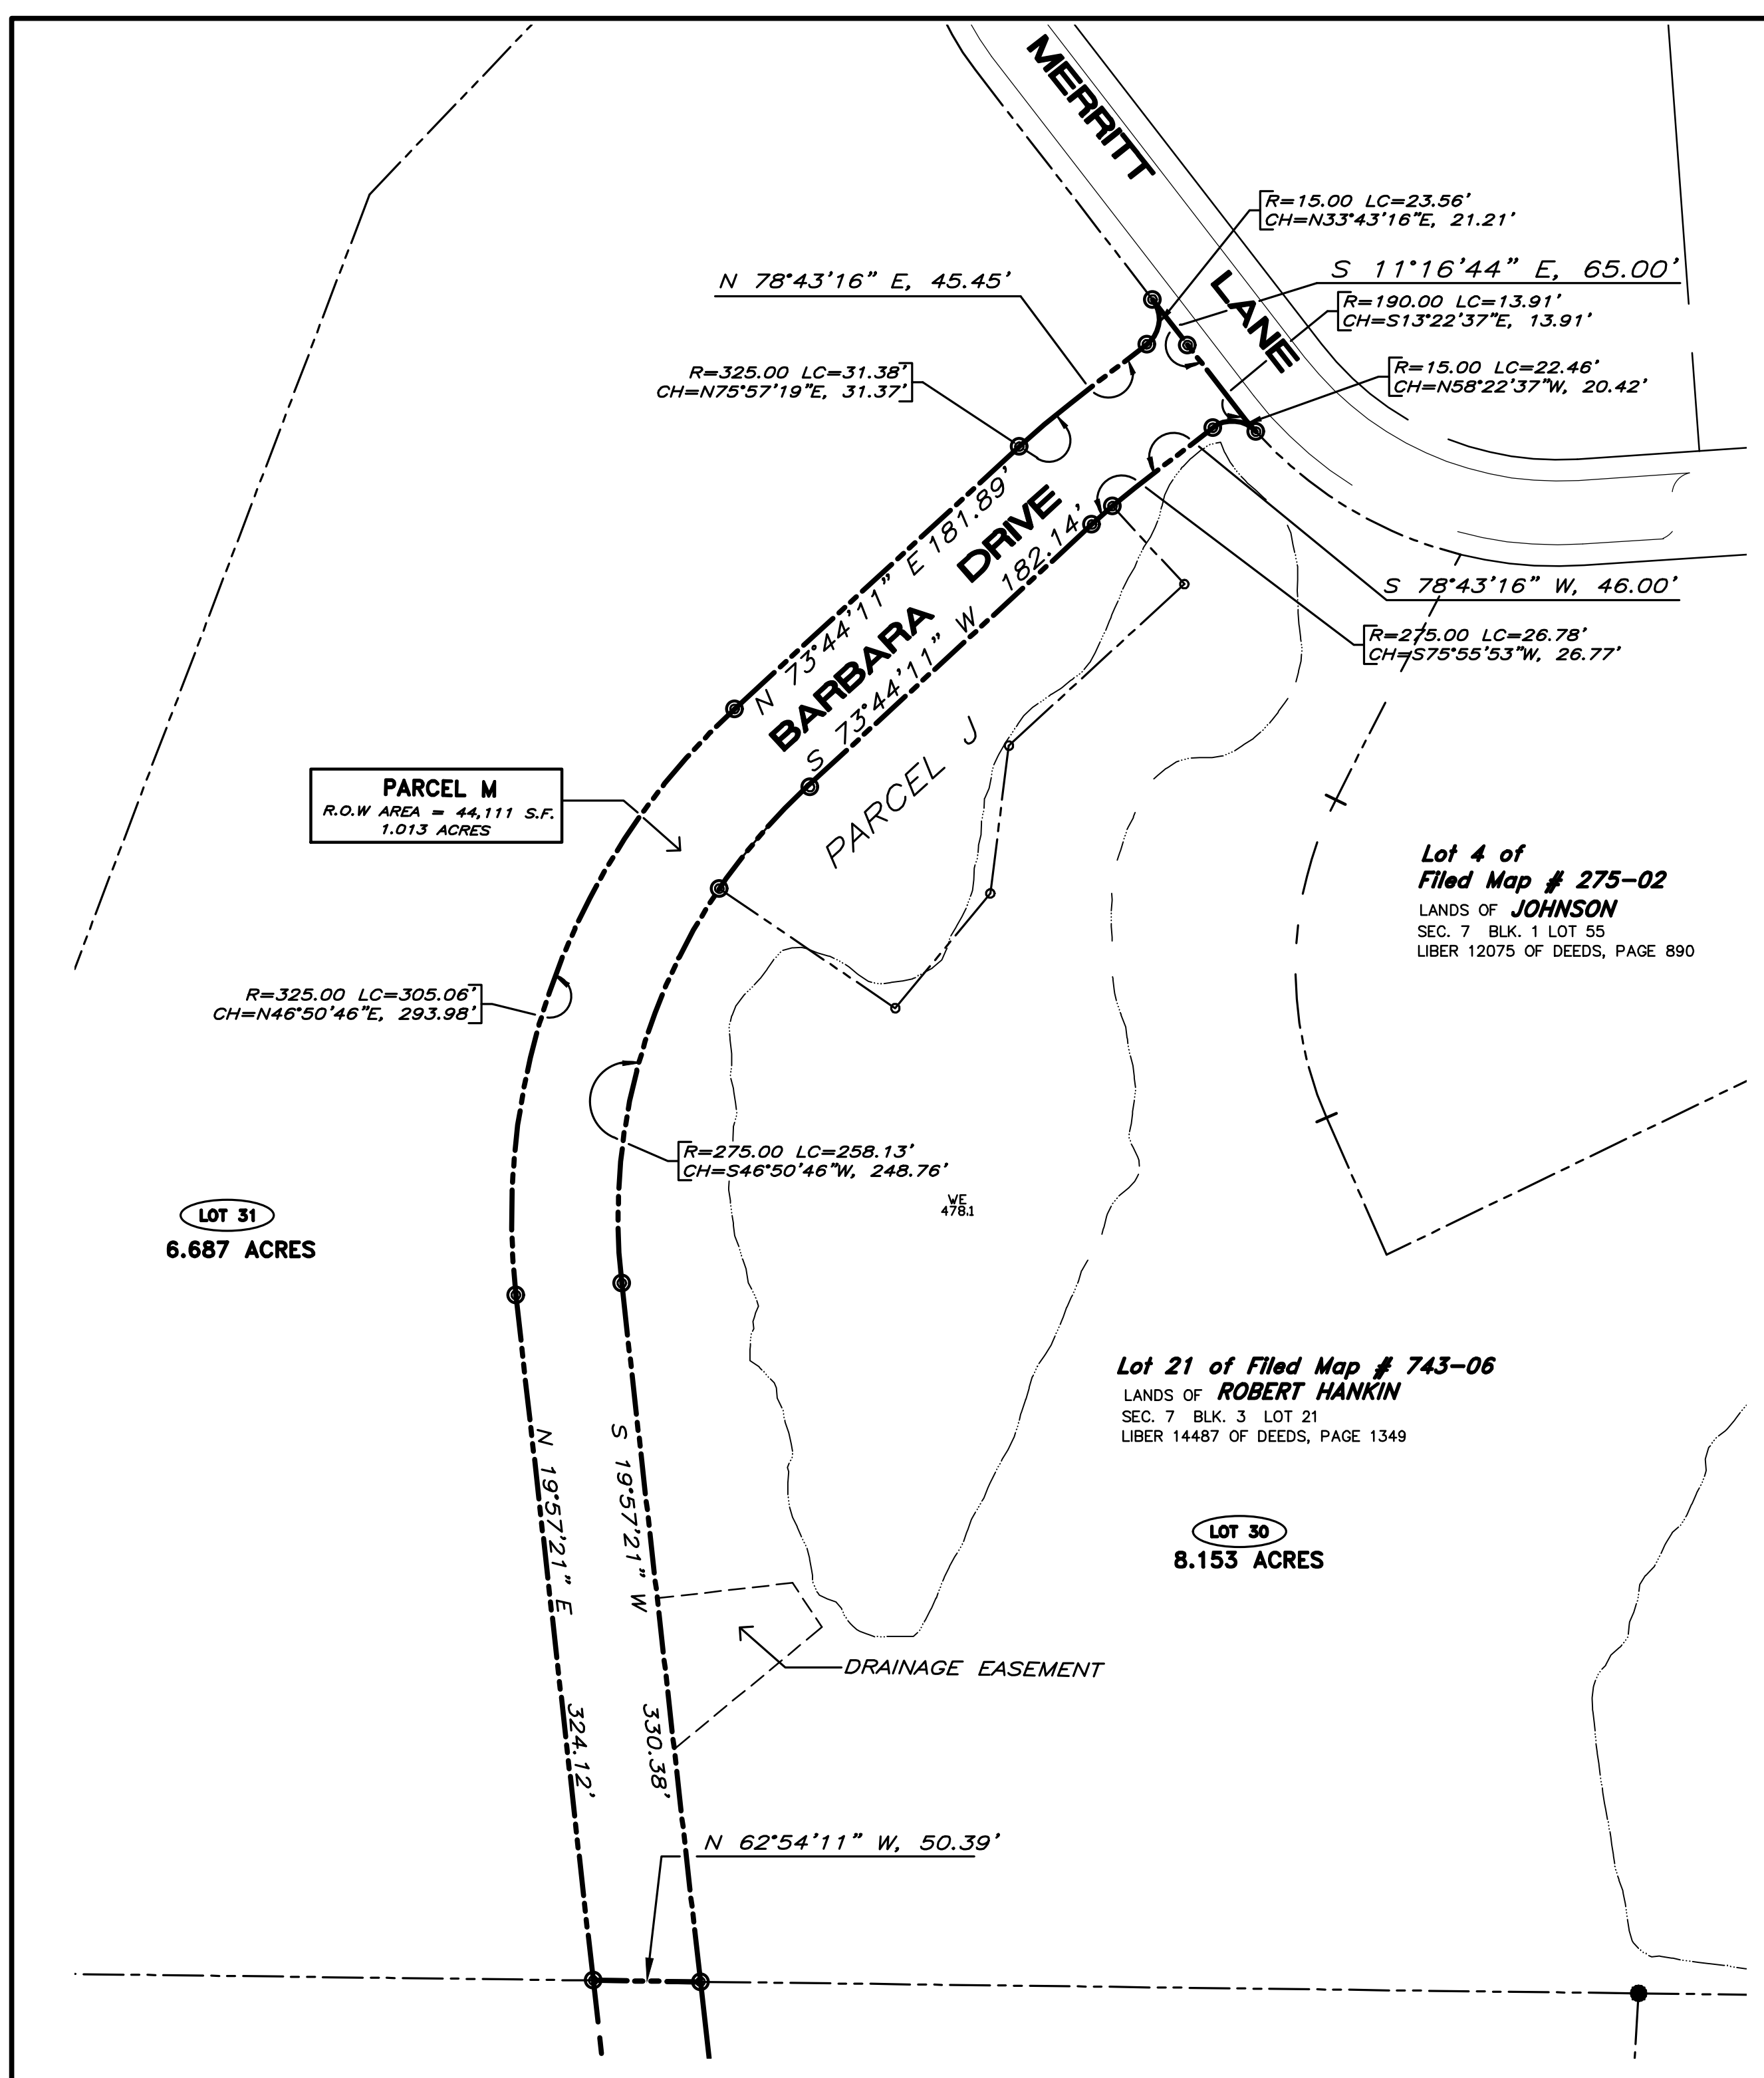 MERRITT
LANE
R=15.00 LC=23.56'
CH=N33°43'16"E, 21.21'
S 11°16'44" E, 65.00'
N 78°43'16" E, 45.45'
R=190.00 LC=13.91'
CH=S13°22'37"E, 13.91'
R=325.00 LC=31.38'
CH=N75°57'19"E, 31.37'
R=15.00 LC=22.46'
CH=N58°22'37"W, 20.42'
N 73°44'11" E 181.89'
BARBARA DRIVE
S 73°44'11" W 182.14'
S 78°43'16" W, 46.00'
R=275.00 LC=26.78'
CH=S75°55'53"W, 26.77'
PARCEL J
PARCEL M
R.O.W AREA = 44,111 S.F.
1.013 ACRES
Lot 4 of
Filed Map # 275-02
LANDS OF JOHNSON
SEC. 7 BLK. 1 LOT 55
LIBER 12075 OF DEEDS, PAGE 890
R=325.00 LC=305.06'
CH=N46°50'46"E, 293.98'
R=275.00 LC=258.13'
CH=S46°50'46"W, 248.76'
WE
478.1
LOT 31
6.687 ACRES
Lot 21 of Filed Map # 743-06
LANDS OF ROBERT HANKIN
SEC. 7 BLK. 3 LOT 21
LIBER 14487 OF DEEDS, PAGE 1349
N 19°57'21" E 324.12'
S 19°57'21" W 330.38'
LOT 30
8.153 ACRES
DRAINAGE EASEMENT
N 62°54'11" W, 50.39'